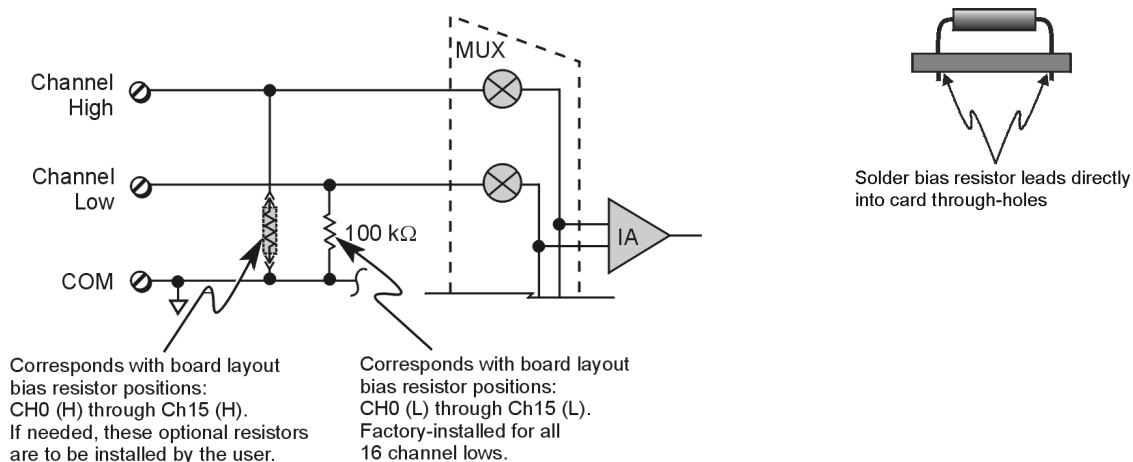 MUX
Channel
High
Channel
Low
100 kΩ
IA
COM
Corresponds with board layout
bias resistor positions:
CH0 (H) through Ch15 (H).
If needed, these optional resistors
are to be installed by the user.
Corresponds with board layout
bias resistor positions:
CH0 (L) through Ch15 (L).
Factory-installed for all
16 channel lows.
Solder bias resistor leads directly
into card through-holes